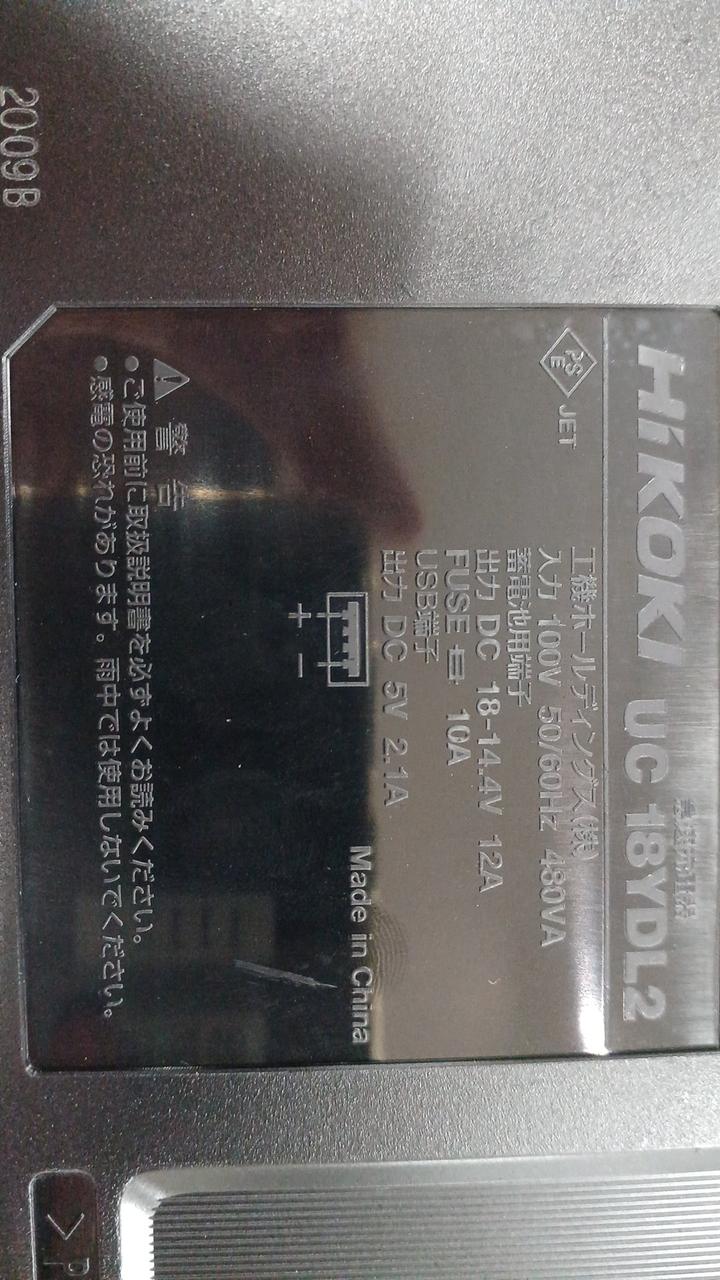 急速充電器
HiKOKI UC 18YDL2
PS E JET
工機ホールディングス(株)
入力 100V 50/60Hz 480VA
蓄電池用端子
出力 DC 18-14.4V 12A
FUSE 10A
USB端子
出力 DC 5V 2.1A
+ -
Made in China
警告
• ご使用前に取扱説明書を必ずよくお読みください。
• 感電の恐れがあります。雨中では使用しないでください。
2009B
>P